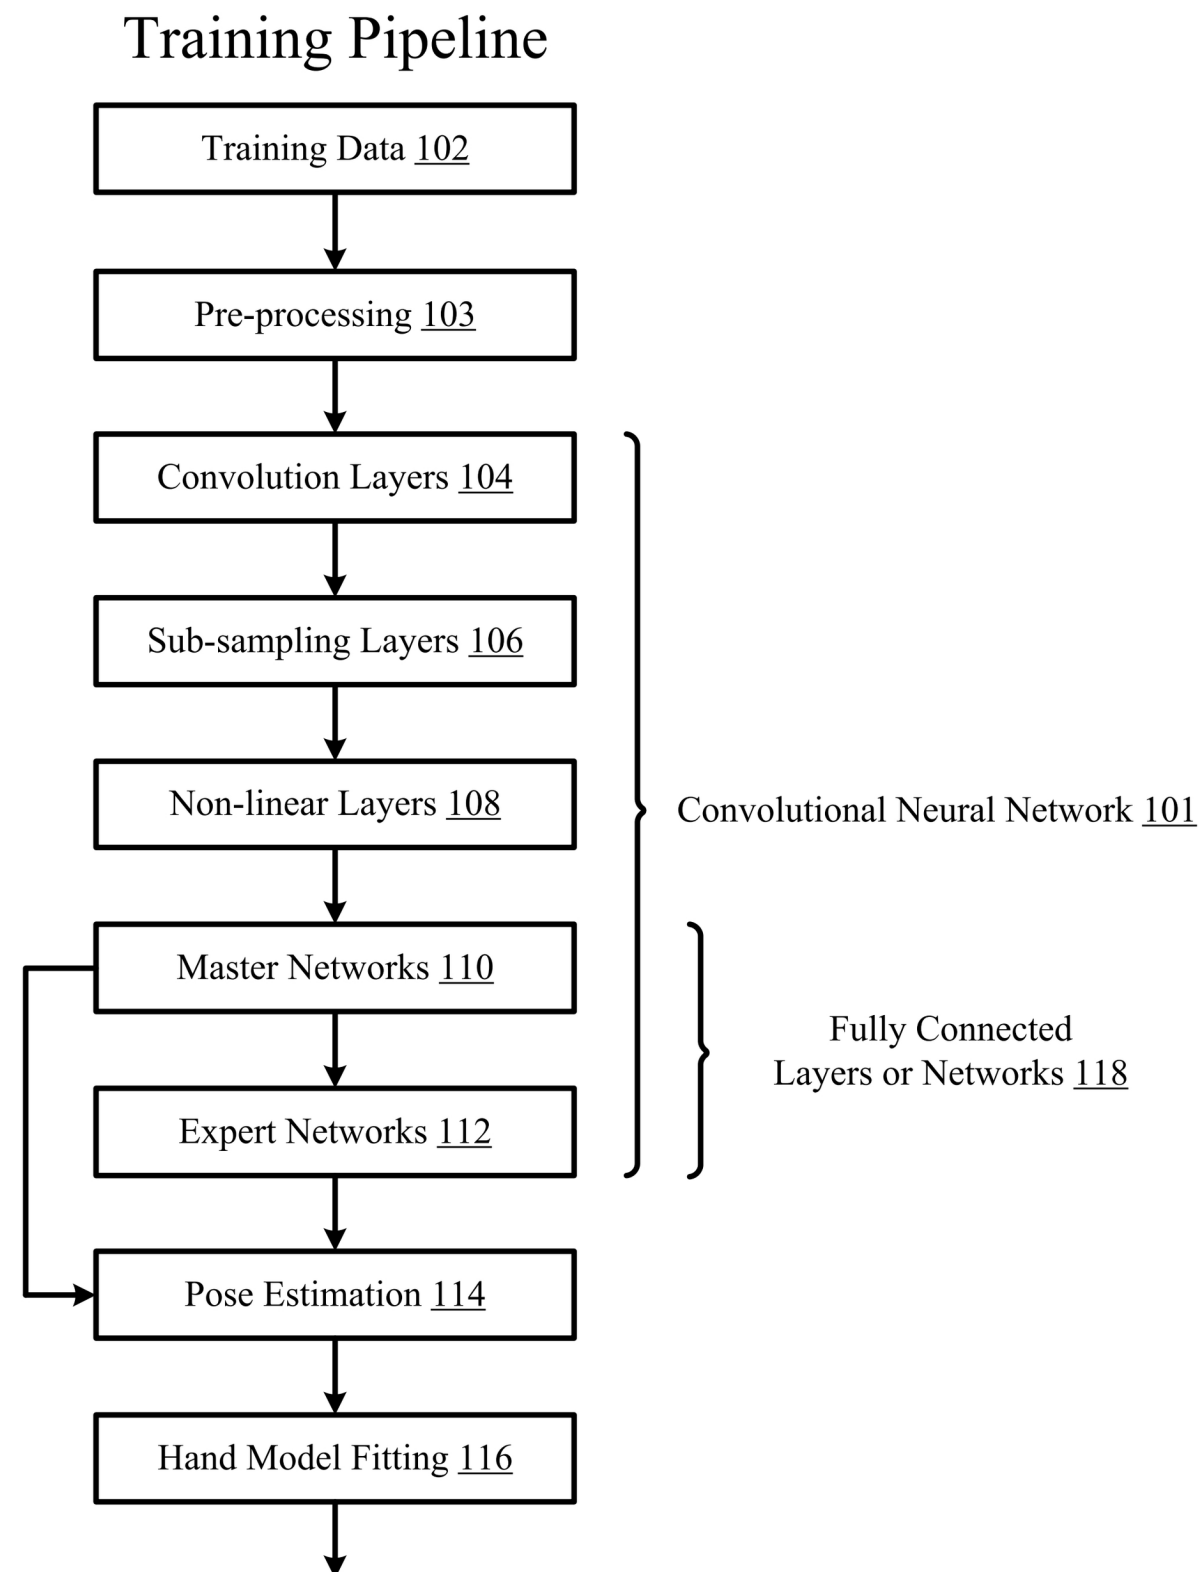 Training Pipeline
Training Data 102
Pre-processing 103
Convolution Layers 104
Sub-sampling Layers 106
Non-linear Layers 108
Convolutional Neural Network 101
Master Networks 110
Fully Connected
Layers or Networks 118
Expert Networks 112
Pose Estimation 114
Hand Model Fitting 116